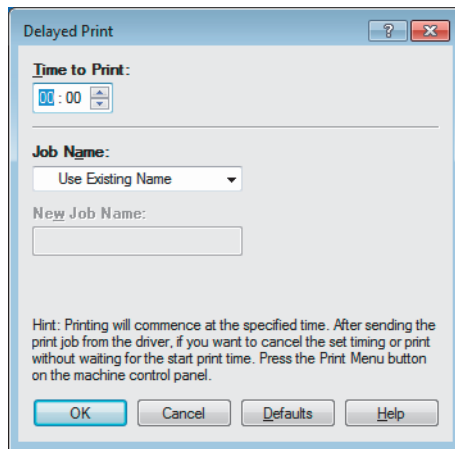 Delayed Print
Time to Print:
00 : 00
Job Name:
Use Existing Name
New Job Name:
Hint: Printing will commence at the specified time. After sending the
print job from the driver, if you want to cancel the set timing or print
without waiting for the start print time. Press the Print Menu button
on the machine control panel.
OK Cancel Defaults Help